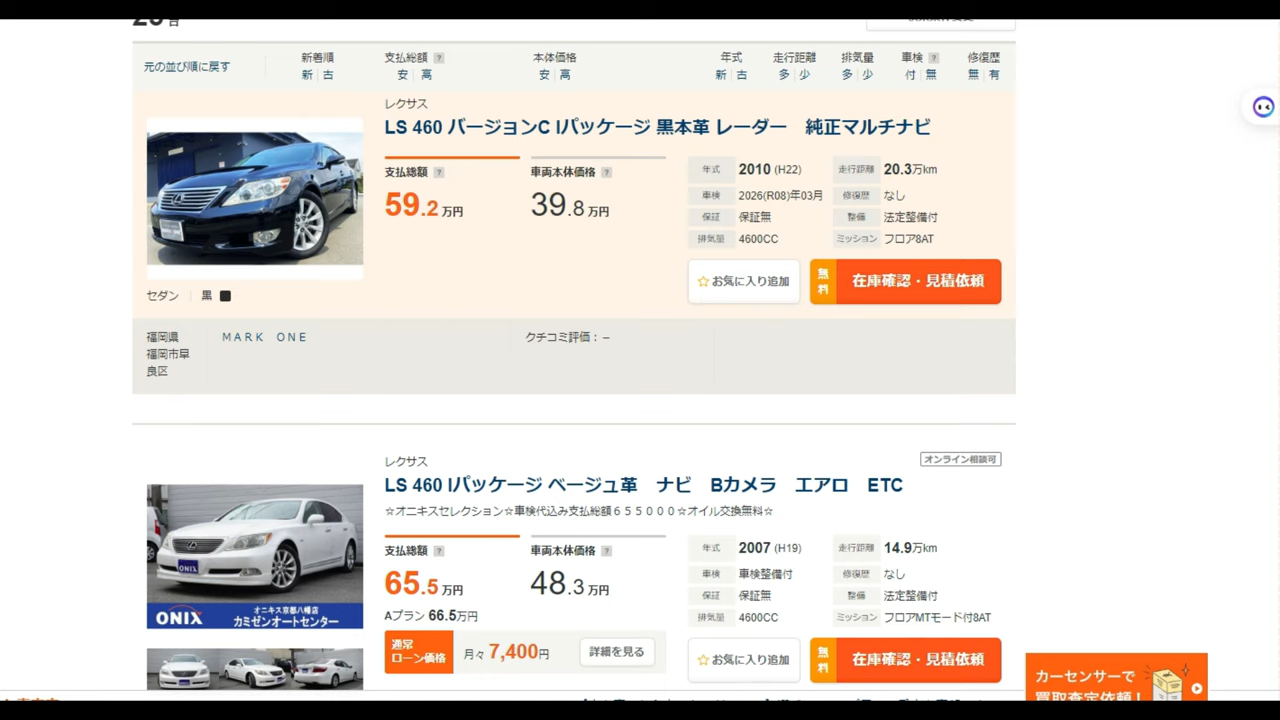 元の並び順に戻す
新着順
新 | 古
支払総額 ?
安 | 高
本体価格
安 | 高
年式
新 | 古
走行距離
多 | 少
排気量
多 | 少
車検 ?
付 | 無
修復歴
無 | 有
レクサス
LS 460 バージョンC Iパッケージ 黒本革 レーダー　純正マルチナビ
支払総額 ?
59.2 万円
車両本体価格 ?
39.8 万円
年式 2010 (H22)
走行距離 20.3万km
車検 2026(R08)年03月
修復歴 なし
保証 保証無
整備 法定整備付
排気量 4600CC
ミッション フロア8AT
☆お気に入り追加
無料 在庫確認・見積依頼
セダン | 黒
福岡県
福岡市早
良区
ＭＡＲＫ　ＯＮＥ
クチコミ評価：－
レクサス
オンライン相談可
LS 460 Iパッケージ ベージュ革　ナビ　Bカメラ　エアロ　ETC
☆オニキスセレクション☆車検代込み支払総額６５５０００☆オイル交換無料☆
支払総額 ?
65.5 万円
車両本体価格 ?
48.3 万円
Aプラン 66.5万円
通常
ローン価格
月々 7,400円
詳細を見る
年式 2007 (H19)
走行距離 14.9万km
車検 車検整備付
修復歴 なし
保証 保証無
整備 法定整備付
排気量 4600CC
ミッション フロアMTモード付8AT
☆お気に入り追加
無料 在庫確認・見積依頼
ONIX
ONIX
オニキス京都八幡店
カミゼンオートセンター
カーセンサーで
買取査定依頼！